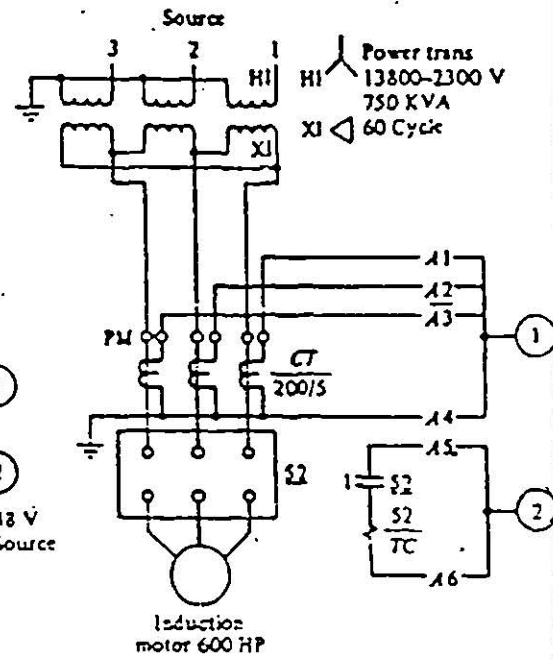 Source
3 2 1
H1 H1 Power trans
13800-2300 V
750 KVA
X1 X1 60 Cycle
A1
A2
A3
1
PM
CT
200/5
A4
A5
52
1 52
52
TC
2
48 V
Source
A6
Induction
motor 600 HP